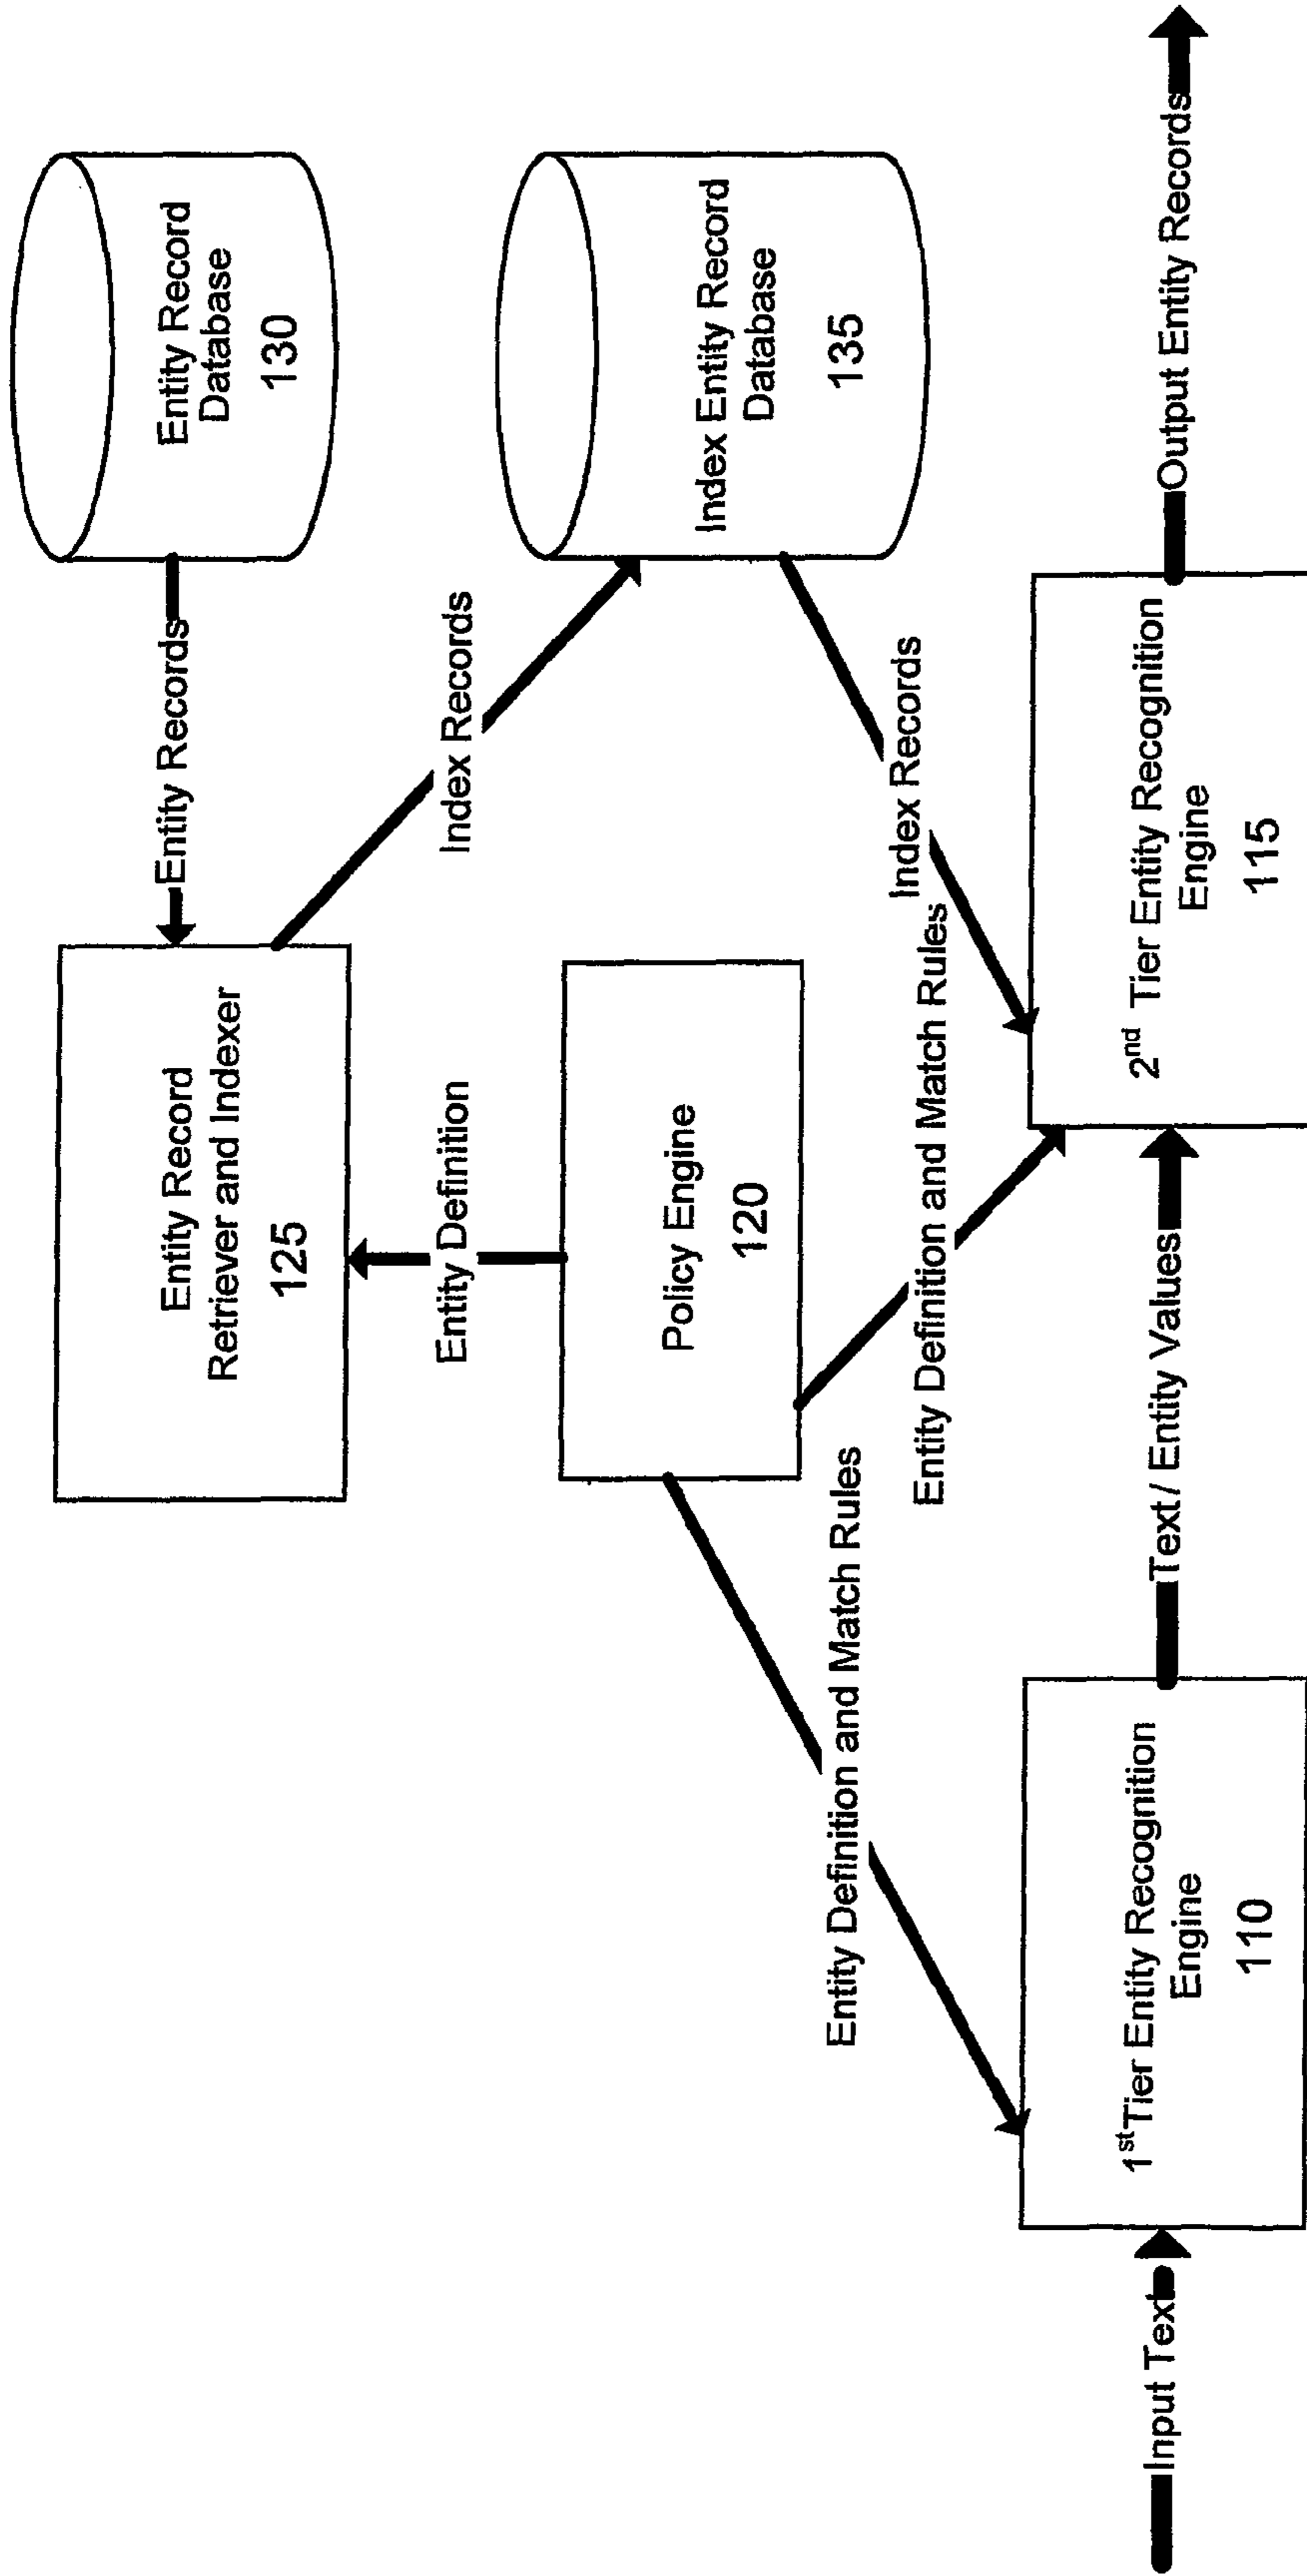 Entity Record
Retriever and Indexer
125
Entity Records
Entity Record
Database
130
Entity Definition
Index Records
Policy Engine
120
Index Entity Record
Database
135
Entity Definition and Match Rules
Entity Definition and Match Rules
Index Records
Input Text
1st Tier Entity Recognition
Engine
110
Text / Entity Values
2nd Tier Entity Recognition
Engine
115
Output Entity Records